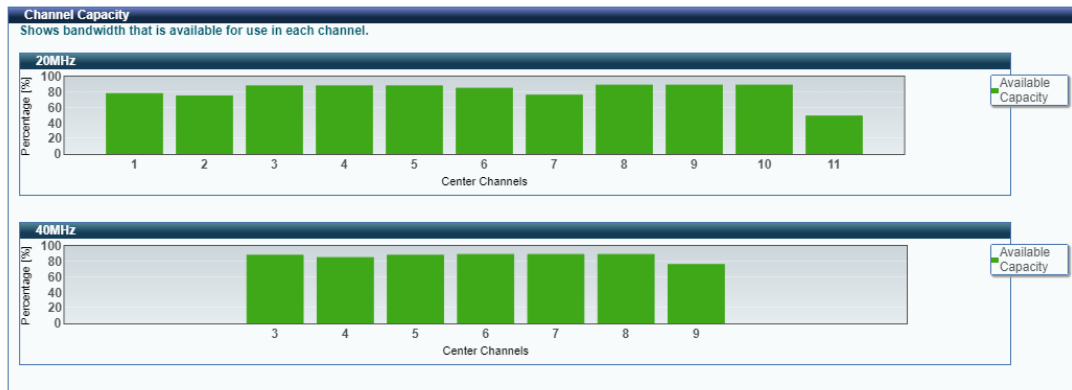 Channel Capacity
Shows bandwidth that is available for use in each channel.
20MHz
Percentage [%]
100
80
60
40
20
0
1 2 3 4 5 6 7 8 9 10 11
Center Channels
Available
Capacity
40MHz
Percentage [%]
100
80
60
40
20
0
3 4 5 6 7 8 9
Center Channels
Available
Capacity